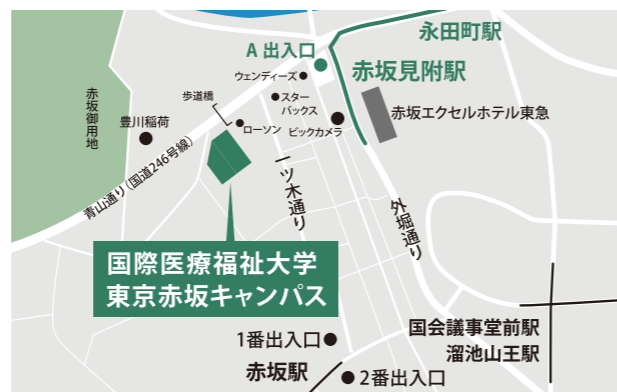 永田町駅
A 出入口
赤坂見附駅
ウェンディーズ
スター
バックス
赤坂御用地
歩道橋
豊川稲荷
ローソン
ビックカメラ
赤坂エクセルホテル東急
青山通り(国道246号線)
一ツ木通り
外堀通り
国際医療福祉大学
東京赤坂キャンパス
国会議事堂前駅
溜池山王駅
1番出入口
赤坂駅
2番出入口